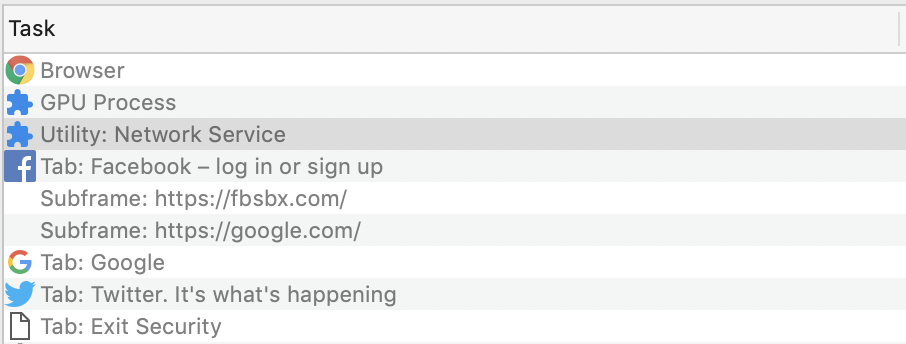 Task
Browser
GPU Process
Utility: Network Service
Tab: Facebook – log in or sign up
Subframe: https://fbsbx.com/
Subframe: https://google.com/
Tab: Google
Tab: Twitter. It's what's happening
Tab: Exit Security